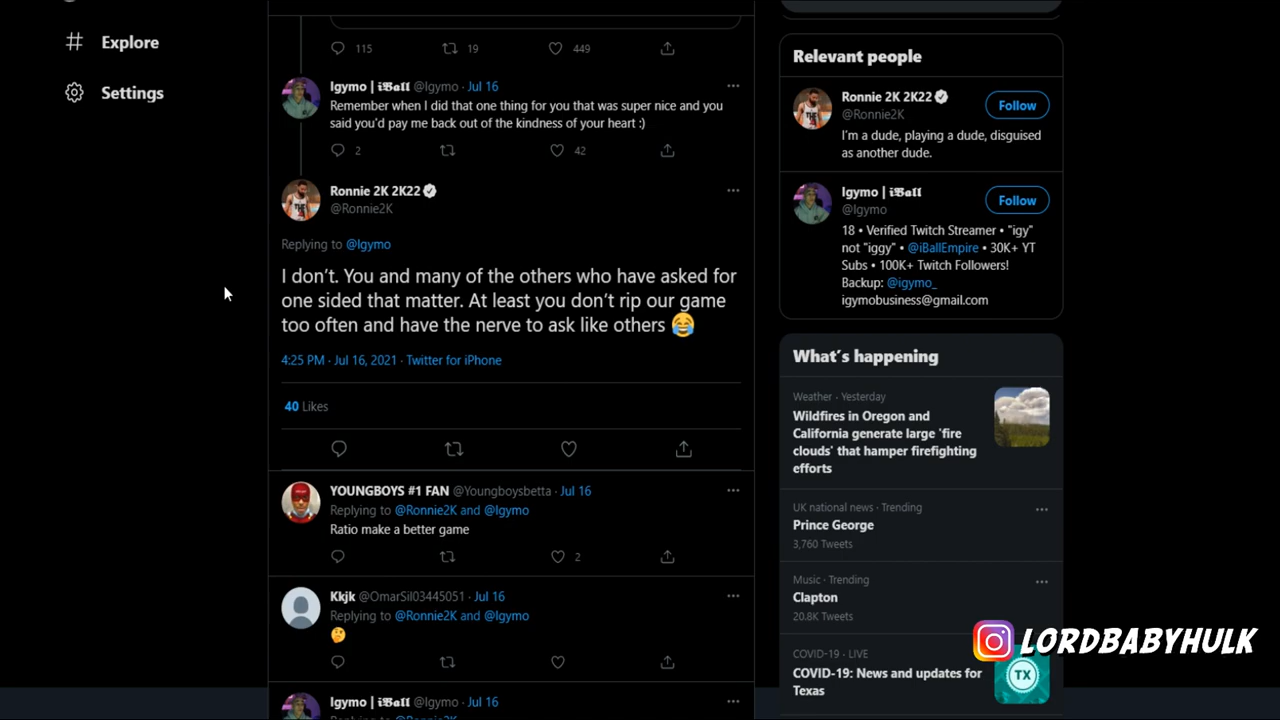 Explore
Settings
115 19 449
Igymo | 𝖎𝕭𝖆𝖑𝖑 @Igymo · Jul 16
Remember when I did that one thing for you that was super nice and you
said you'd pay me back out of the kindness of your heart :)
2 42
Ronnie 2K 2K22
@Ronnie2K
Replying to @Igymo
I don't. You and many of the others who have asked for
one sided that matter. At least you don't rip our game
too often and have the nerve to ask like others 😂
4:25 PM · Jul 16, 2021 · Twitter for iPhone
40 Likes
YOUNGBOYS #1 FAN @Youngboysbetta · Jul 16
Replying to @Ronnie2K and @Igymo
Ratio make a better game
2
Kkjk @OmarSil03445051 · Jul 16
Replying to @Ronnie2K and @Igymo
🤔
Igymo | 𝖎𝕭𝖆𝖑𝖑 @Igymo · Jul 16
Replying to @Ronnie2K
Relevant people
Ronnie 2K 2K22
@Ronnie2K
Follow
I'm a dude, playing a dude, disguised
as another dude.
Igymo | 𝖎𝕭𝖆𝖑𝖑
@Igymo
Follow
18 • Verified Twitch Streamer • "igy"
not "iggy" • @iBallEmpire • 30K+ YT
Subs • 100K+ Twitch Followers!
Backup: @igymo_
igymobusiness@gmail.com
What's happening
Weather · Yesterday
Wildfires in Oregon and
California generate large 'fire
clouds' that hamper firefighting
efforts
UK national news · Trending
Prince George
3,760 Tweets
Music · Trending
Clapton
20.8K Tweets
COVID-19 · LIVE
COVID-19: News and updates for
Texas
TX
LORDBABYHULK